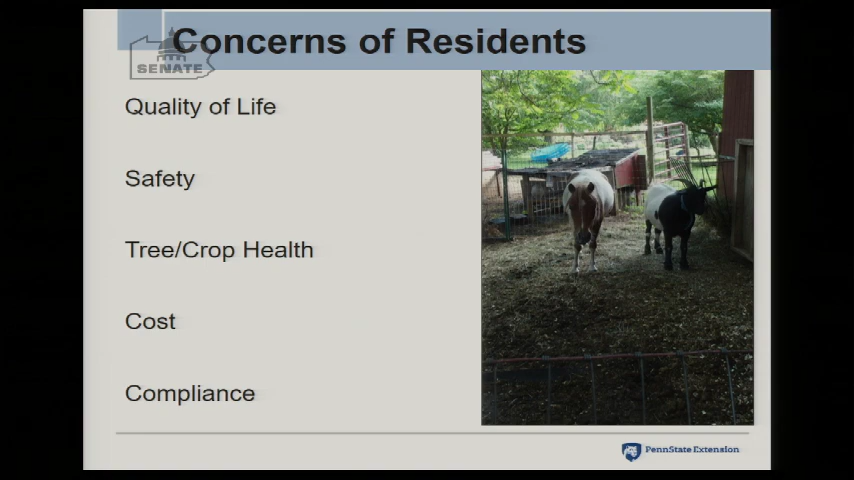 Concerns of Residents
SENATE
Quality of Life
Safety
Tree/Crop Health
Cost
Compliance
PennState Extension